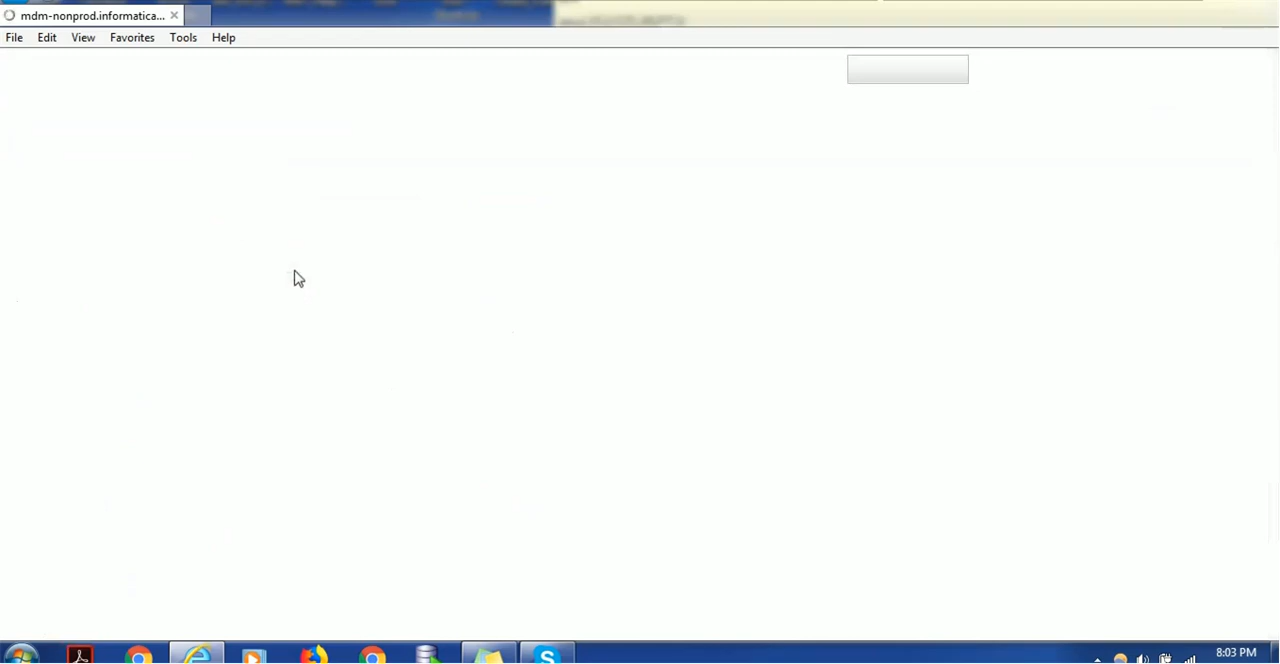 mdm-nonprod.informatica...
File Edit View Favorites Tools Help
8:03 PM